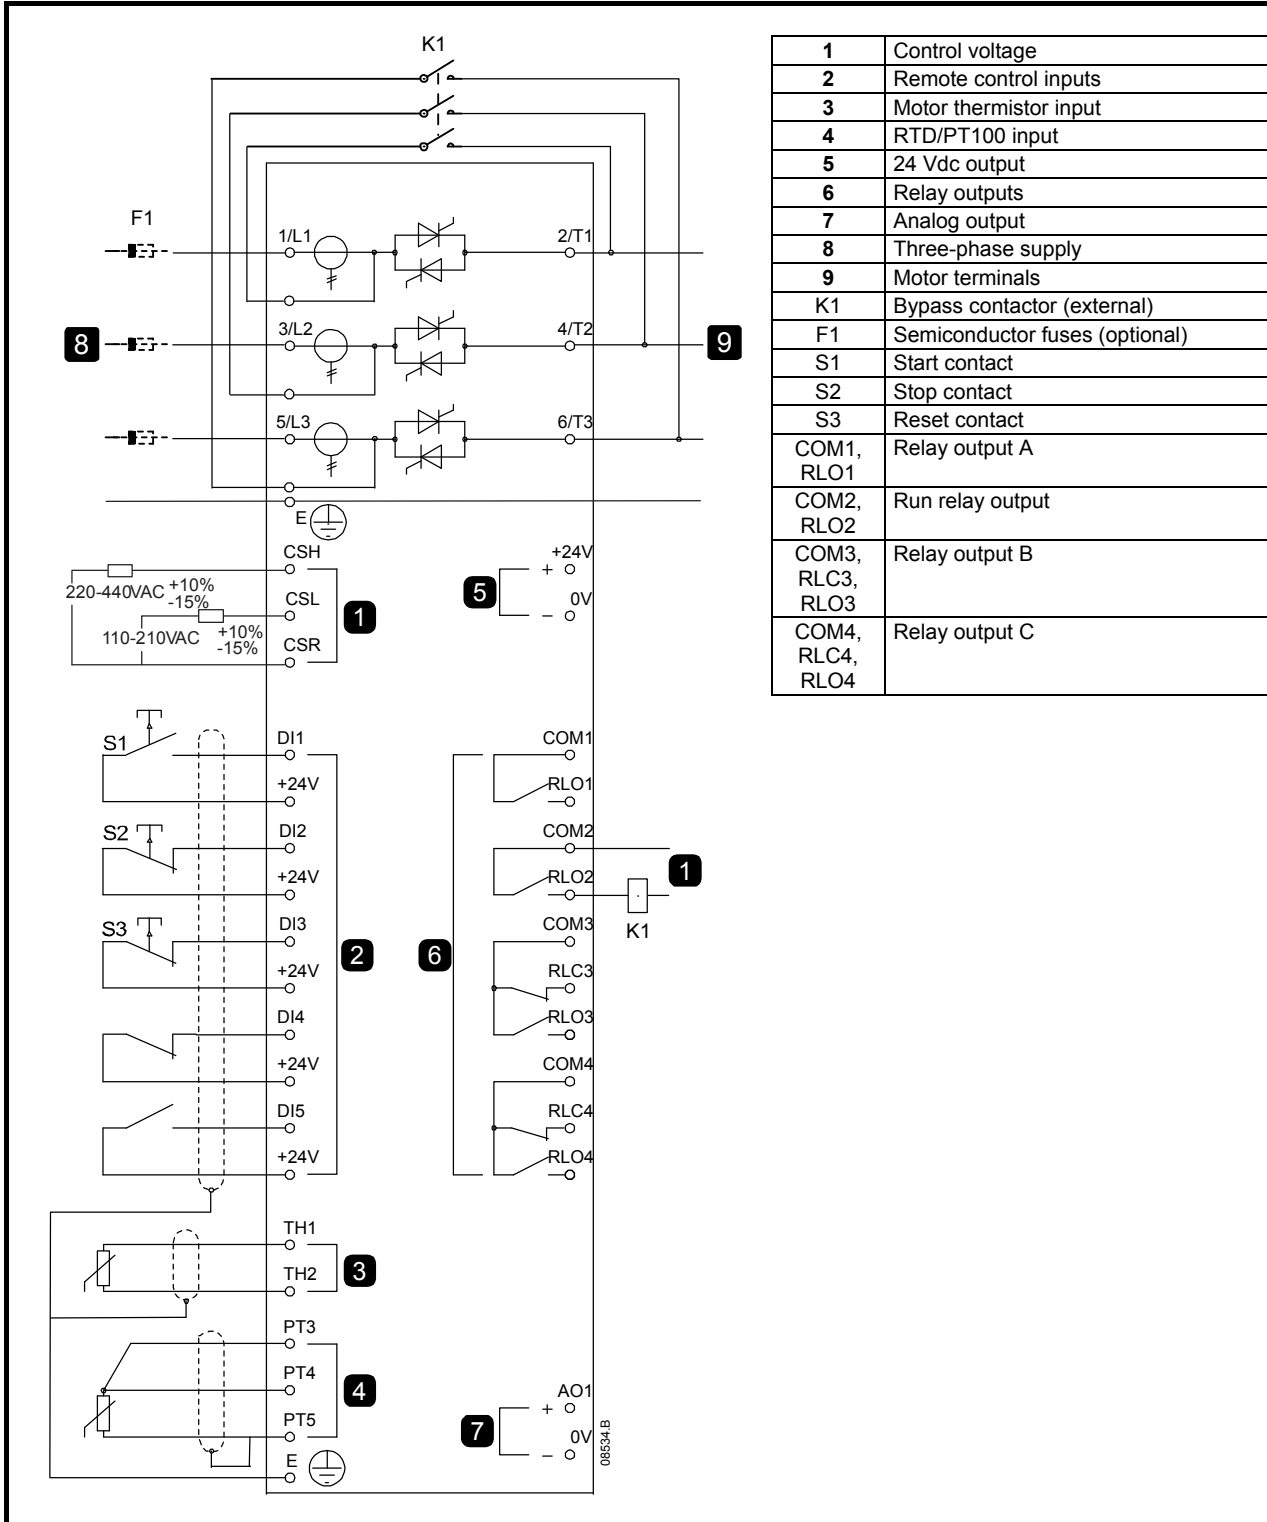 K1
F1
1/L1
2/T1
8
3/L2
4/T2
9
5/L3
6/T3
E
CSH
220-440VAC +10%
-15%
CSL
110-210VAC +10%
-15%
CSR
1
+24V
+
5
0V
–
S1
DI1
+24V
S2
DI2
+24V
S3
DI3
+24V
2
DI4
+24V
DI5
+24V
COM1
RLO1
COM2
RLO2
1
K1
COM3
6
RLC3
RLO3
COM4
RLC4
RLO4
TH1
TH2
3
PT3
PT4
4
PT5
E
AO1
+
7
0V
–
08534.B
1 Control voltage
2 Remote control inputs
3 Motor thermistor input
4 RTD/PT100 input
5 24 Vdc output
6 Relay outputs
7 Analog output
8 Three-phase supply
9 Motor terminals
K1 Bypass contactor (external)
F1 Semiconductor fuses (optional)
S1 Start contact
S2 Stop contact
S3 Reset contact
COM1, Relay output A
RLO1
COM2, Run relay output
RLO2
COM3, Relay output B
RLC3,
RLO3
COM4, Relay output C
RLC4,
RLO4